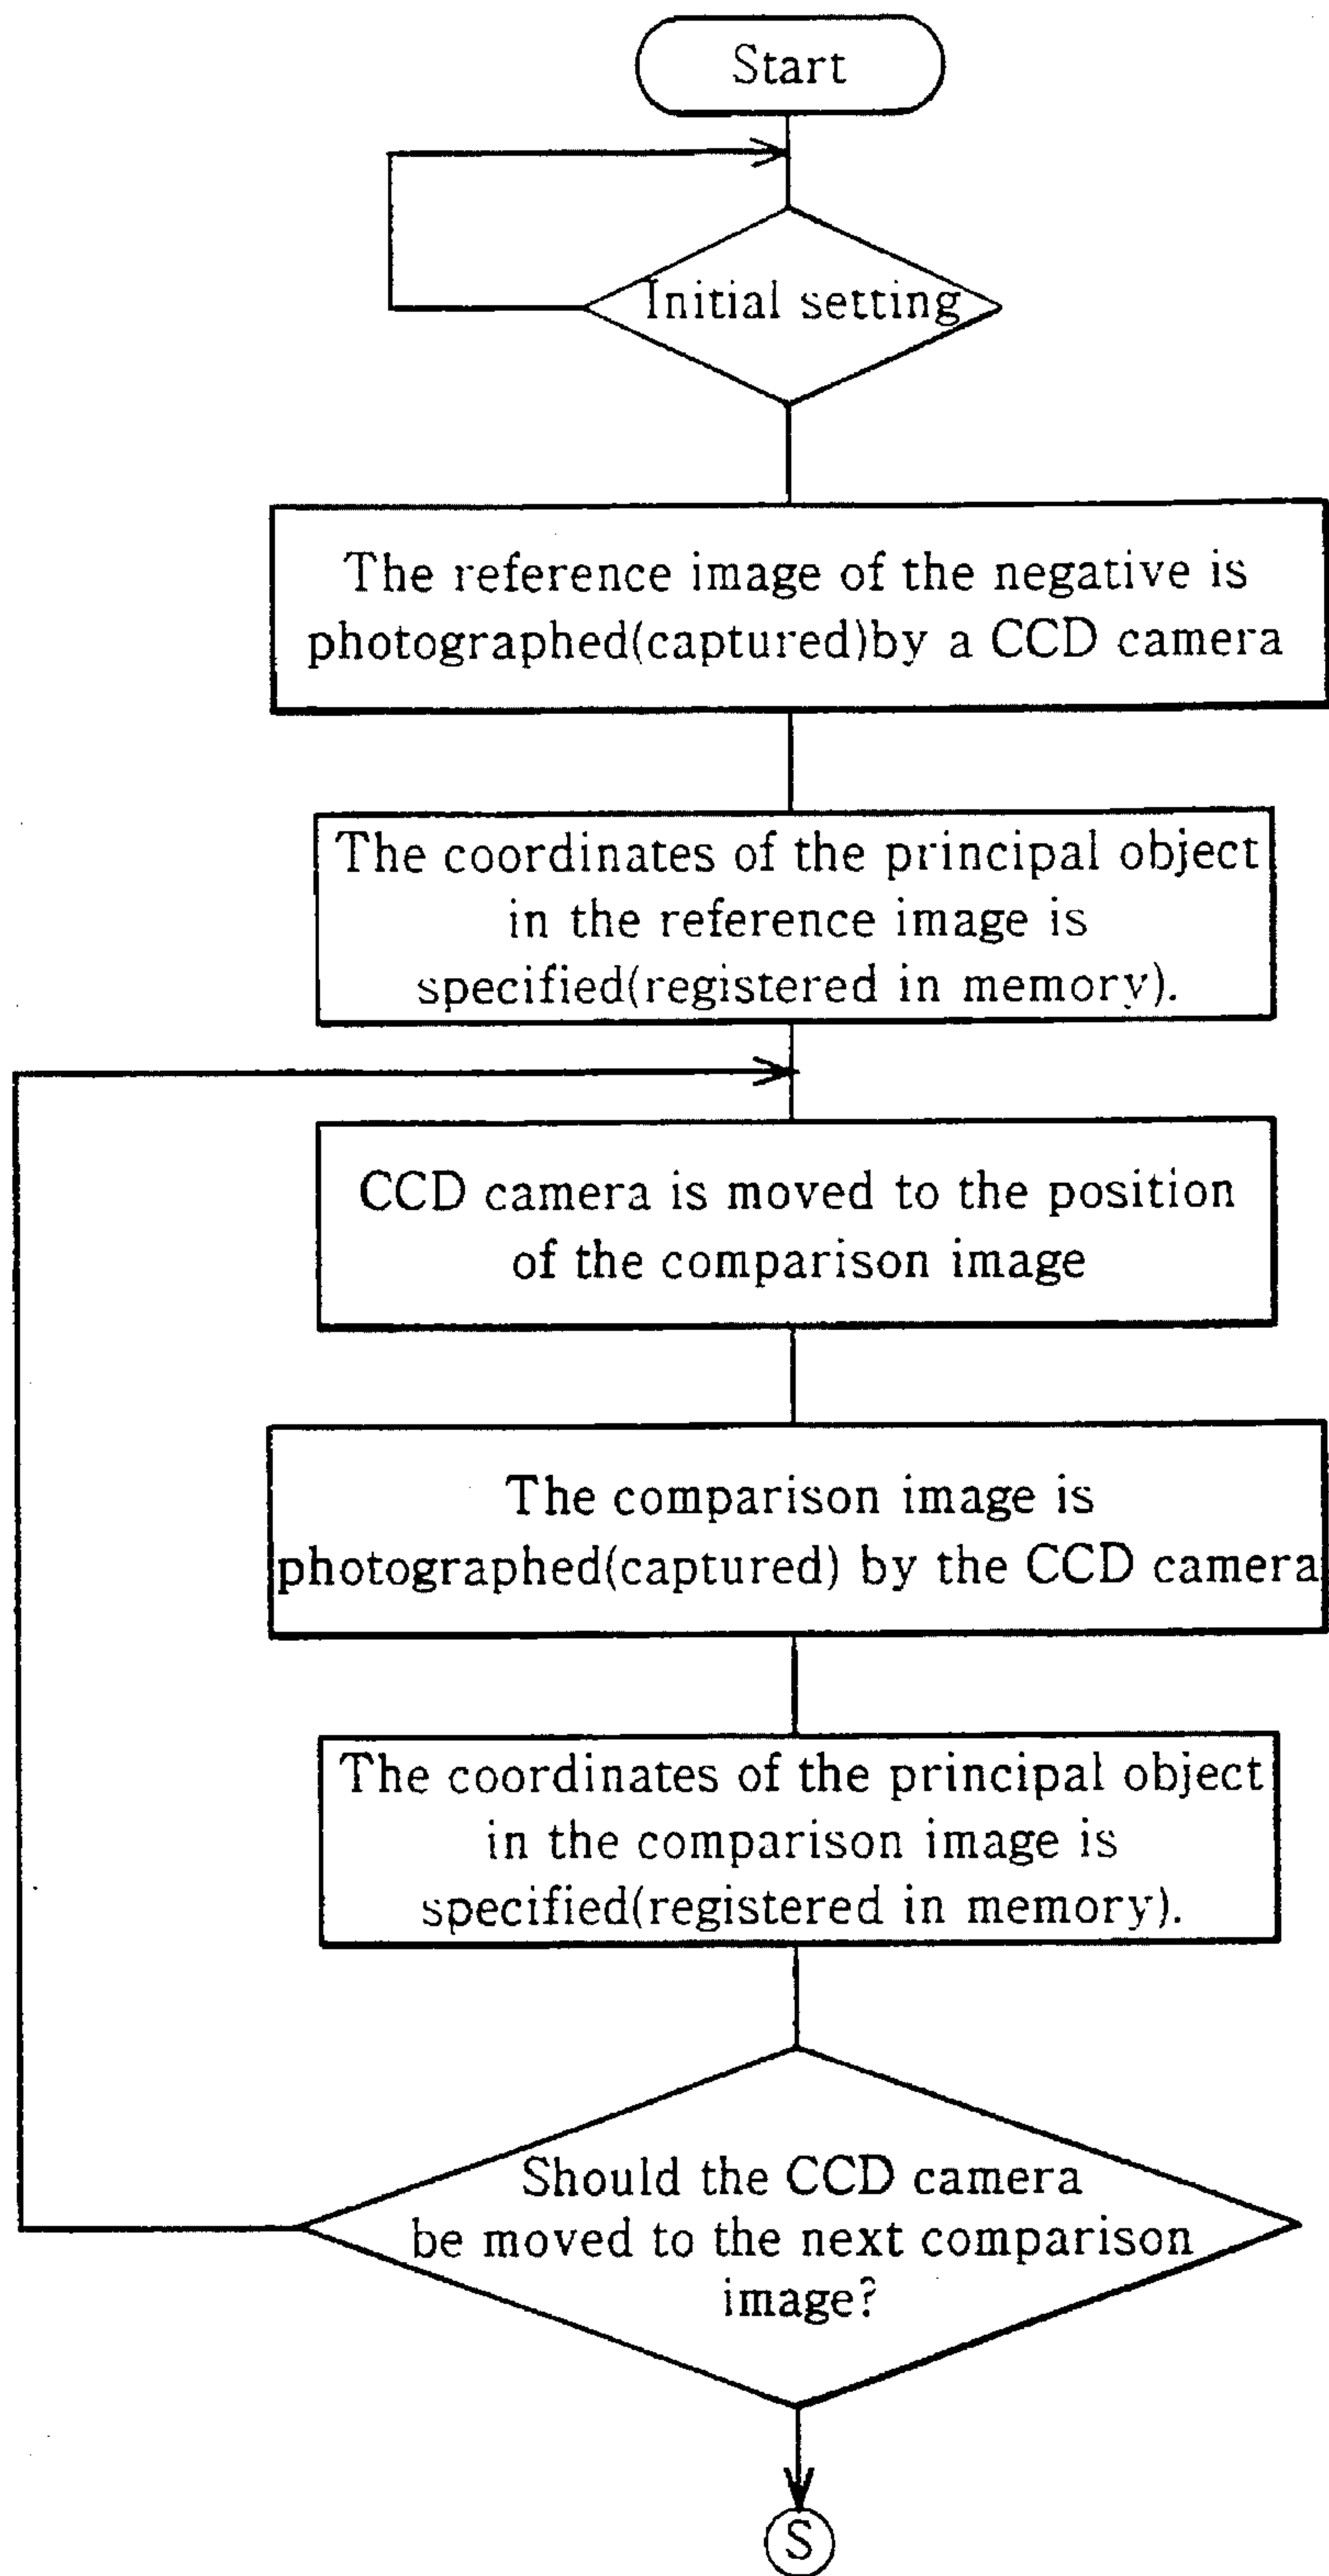 Start
Initial setting
The reference image of the negative is
photographed(captured)by a CCD camera
The coordinates of the principal object
in the reference image is
specified(registered in memory).
CCD camera is moved to the position
of the comparison image
The comparison image is
photographed(captured) by the CCD camera
The coordinates of the principal object
in the comparison image is
specified(registered in memory).
Should the CCD camera
be moved to the next comparison
image?
S